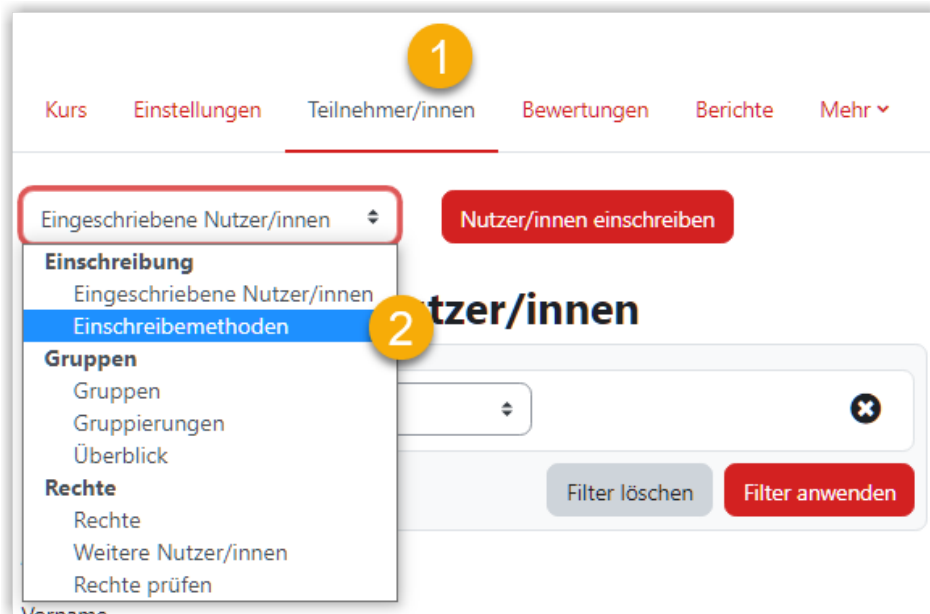 1
Kurs Einstellungen Teilnehmer/innen Bewertungen Berichte Mehr
Eingeschriebene Nutzer/innen Nutzer/innen einschreiben
Einschreibung
Eingeschriebene Nutzer/innen
Einschreibemethoden 2 tzer/innen
Gruppen
Gruppen
Gruppierungen
Überblick
Rechte Filter löschen Filter anwenden
Rechte
Weitere Nutzer/innen
Rechte prüfen
Vorname